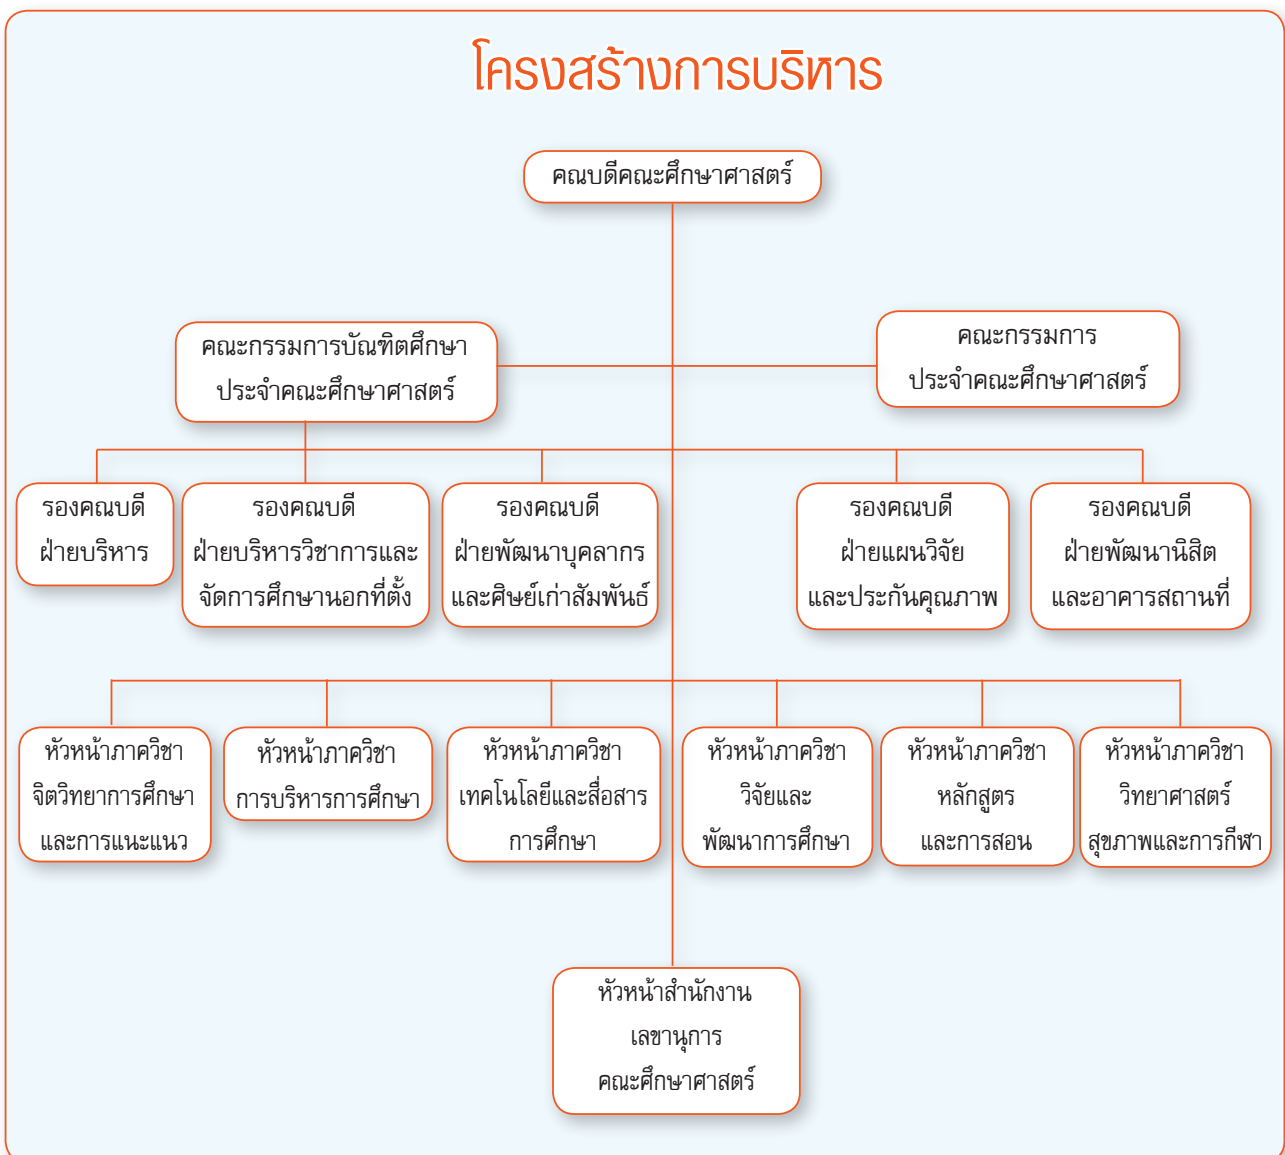 โครงสร้างการบริหาร
คณบดีคณะศึกษาศาสตร์
คณะกรรมการบัณฑิตศึกษา
ประจำคณะศึกษาศาสตร์
คณะกรรมการ
ประจำคณะศึกษาศาสตร์
รองคณบดี
ฝ่ายบริหาร
รองคณบดี
ฝ่ายบริหารวิชาการและ
จัดการศึกษานอกที่ตั้ง
รองคณบดี
ฝ่ายพัฒนาบุคลากร
และศิษย์เก่าสัมพันธ์
รองคณบดี
ฝ่ายแผนวิจัย
และประกันคุณภาพ
รองคณบดี
ฝ่ายพัฒนานิสิต
และอาคารสถานที่
หัวหน้าภาควิชา
จิตวิทยาการศึกษา
และการแนะแนว
หัวหน้าภาควิชา
การบริหารการศึกษา
หัวหน้าภาควิชา
เทคโนโลยีและสื่อสาร
การศึกษา
หัวหน้าภาควิชา
วิจัยและ
พัฒนาการศึกษา
หัวหน้าภาควิชา
หลักสูตร
และการสอน
หัวหน้าภาควิชา
วิทยาศาสตร์
สุขภาพและการกีฬา
หัวหน้าสำนักงาน
เลขานุการ
คณะศึกษาศาสตร์